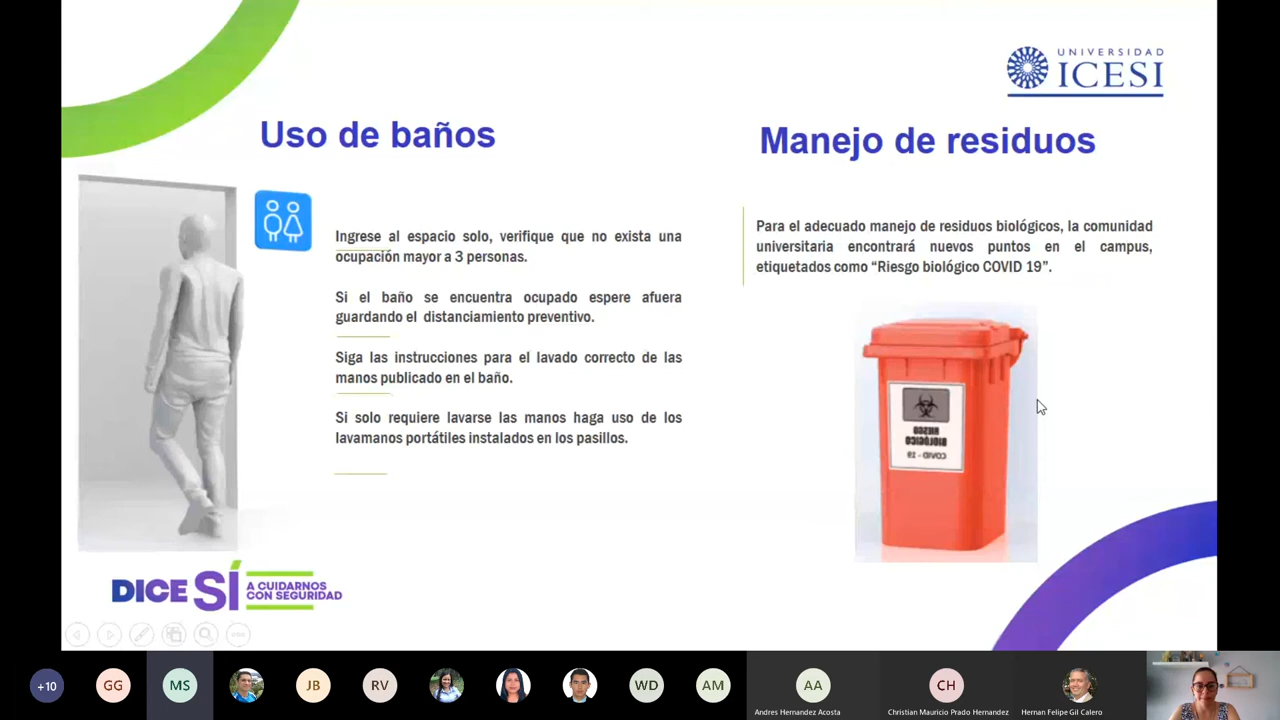 UNIVERSIDAD
ICESI
Uso de baños
Ingrese al espacio solo, verifique que no exista una
ocupación mayor a 3 personas.
Si el baño se encuentra ocupado espere afuera
guardando el distanciamiento preventivo.
Siga las instrucciones para el lavado correcto de las
manos publicado en el baño.
Si solo requiere lavarse las manos haga uso de los
lavamanos portátiles instalados en los pasillos.
Manejo de residuos
Para el adecuado manejo de residuos biológicos, la comunidad
universitaria encontrará nuevos puntos en el campus,
etiquetados como “Riesgo biológico COVID 19”.
RIESGO
BIOLÓGICO
COVID - 19
DICE SÍ A CUIDARNOS
CON SEGURIDAD
+10
GG
MS
JB
RV
WD
AM
AA
Andres Hernandez Acosta
CH
Christian Mauricio Prado Hernandez
Hernan Felipe Gil Calero